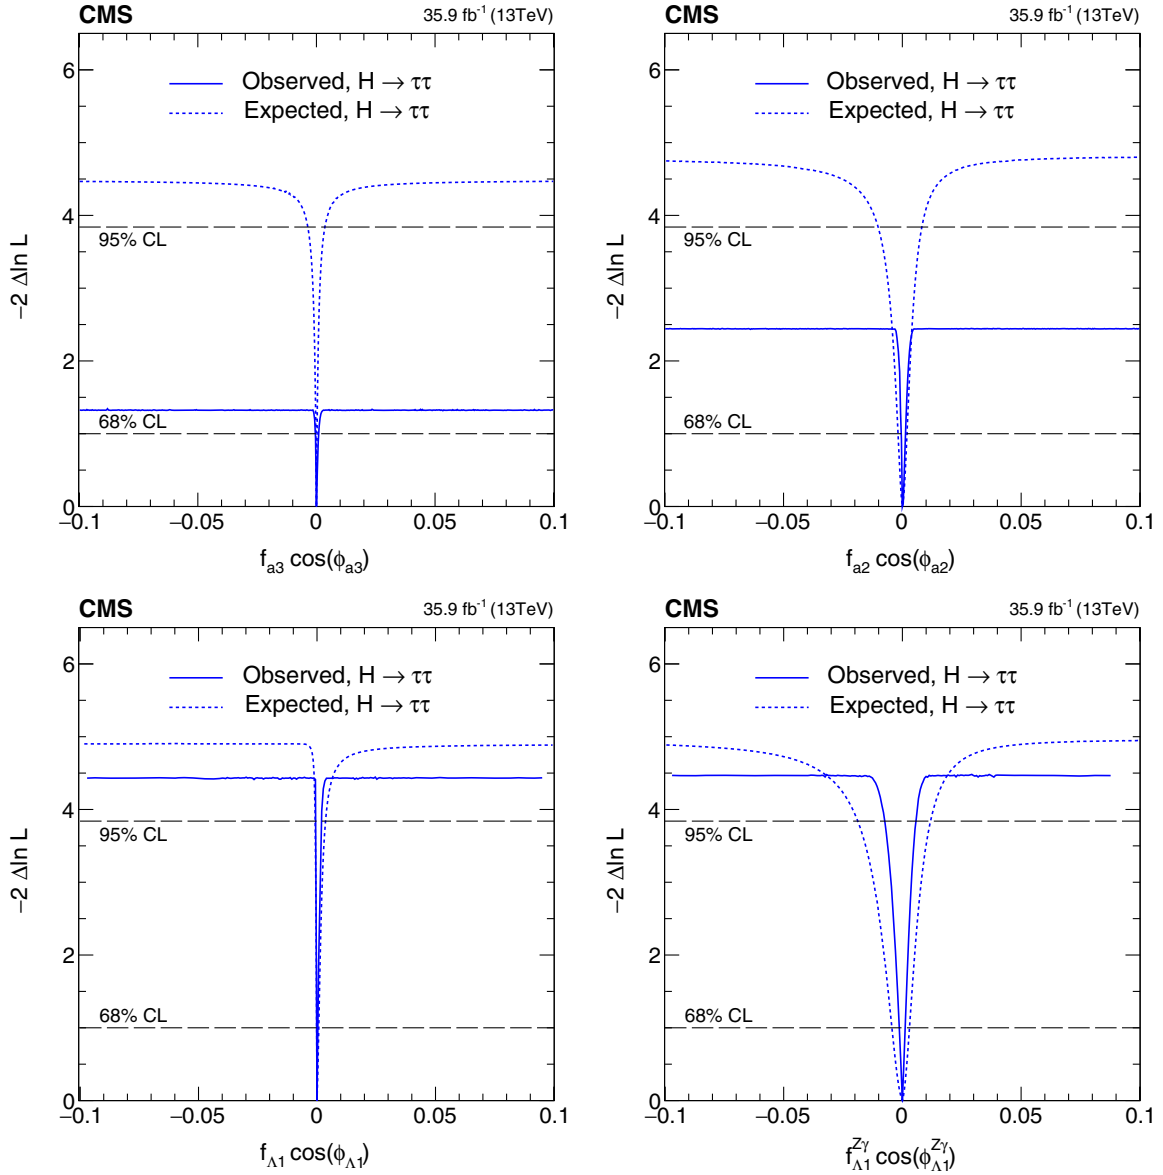 CMS 35.9 fb⁻¹ (13TeV)
6
Observed, H → ττ
Expected, H → ττ
4
95% CL
−2 Δln L
2
68% CL
0
−0.1 −0.05 0 0.05 0.1
f_a3 cos(ϕ_a3)
CMS 35.9 fb⁻¹ (13TeV)
6
Observed, H → ττ
Expected, H → ττ
4
95% CL
−2 Δln L
2
68% CL
0
−0.1 −0.05 0 0.05 0.1
f_a2 cos(ϕ_a2)
CMS 35.9 fb⁻¹ (13TeV)
6
Observed, H → ττ
Expected, H → ττ
4
95% CL
−2 Δln L
2
68% CL
0
−0.1 −0.05 0 0.05 0.1
f_Λ1 cos(ϕ_Λ1)
CMS 35.9 fb⁻¹ (13TeV)
6
Observed, H → ττ
Expected, H → ττ
4
95% CL
−2 Δln L
2
68% CL
0
−0.1 −0.05 0 0.05 0.1
f_Λ1^Zγ cos(ϕ_Λ1^Zγ)